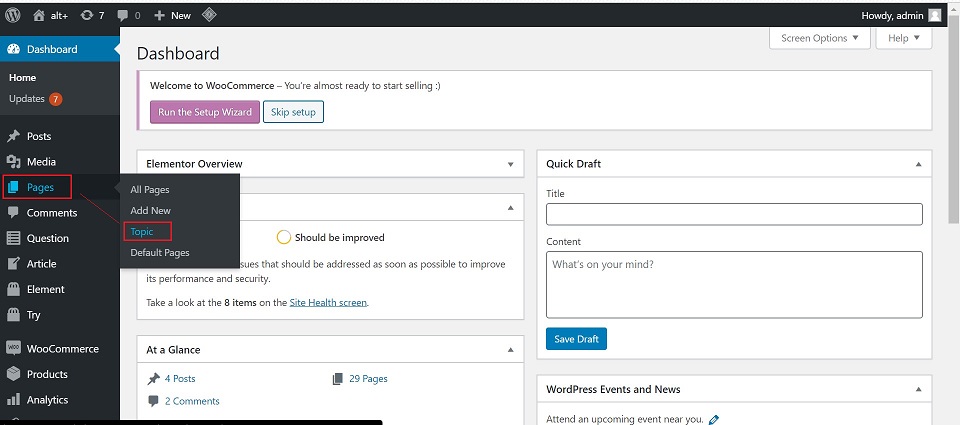 alt+ 7 0 New Howdy, admin
Dashboard
Home
Updates 7
Posts
Media
Pages
Comments
Question
Article
Element
Try
WooCommerce
Products
Analytics
All Pages
Add New
Topic
Default Pages
Screen Options ▼ Help ▼
Dashboard
Welcome to WooCommerce – You're almost ready to start selling :)
Run the Setup Wizard Skip setup
Elementor Overview
Should be improved
sues that should be addressed as soon as possible to improve
its performance and security.
Take a look at the 8 items on the Site Health screen.
At a Glance
4 Posts 29 Pages
2 Comments
Quick Draft
Title
Content
What's on your mind?
Save Draft
WordPress Events and News
Attend an upcoming event near you.